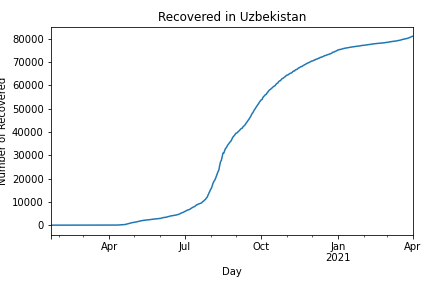 Recovered in Uzbekistan
Number of Recovered
80000
70000
60000
50000
40000
30000
20000
10000
0
Apr Jul Oct Jan Apr
2021
Day